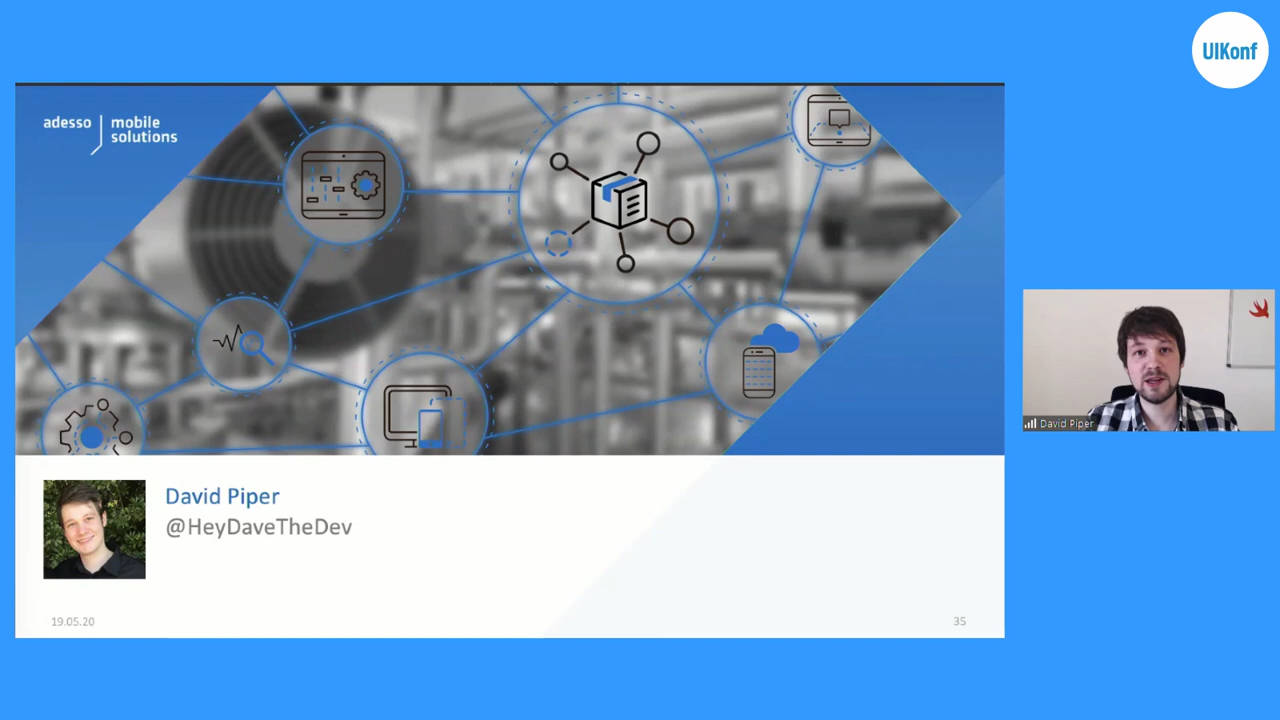 UIKonf
adesso
mobile
solutions
David Piper
David Piper
@HeyDaveTheDev
19.05.20
35